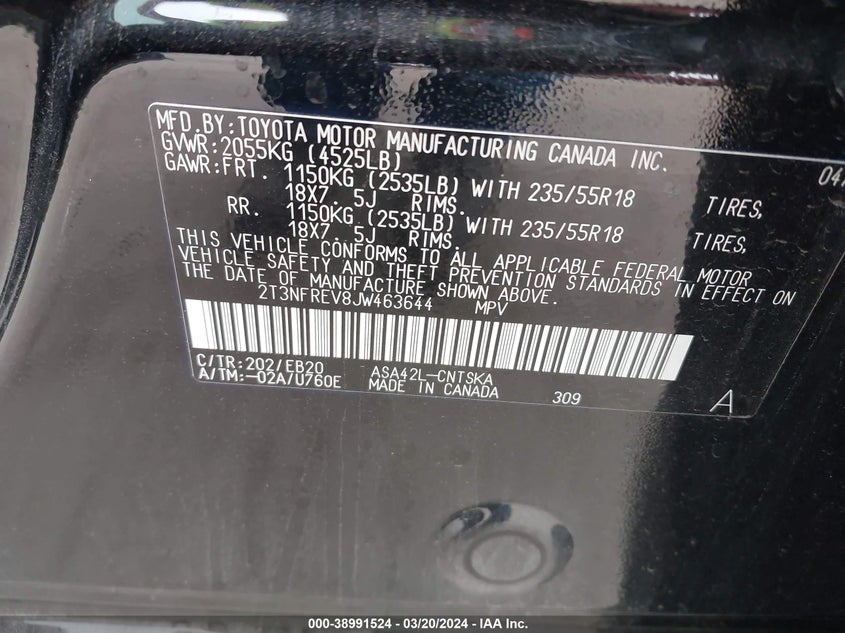 MFD.BY:TOYOTA MOTOR MANUFACTURING CANADA INC. 04/
GVWR:2055KG (4525LB)
GAWR:FRT. 1150KG (2535LB) WITH 235/55R18 TIRES,
18X7. 5J RIMS.
RR. 1150KG (2535LB) WITH 235/55R18 TIRES,
18X7. 5J RIMS.
THIS VEHICLE CONFORMS TO ALL APPLICABLE FEDERAL MOTOR
VEHICLE SAFETY AND THEFT PREVENTION STANDARDS IN EFFECT ON
THE DATE OF MANUFACTURE SHOWN ABOVE.
2T3NFREV8JW463644 MPV
C/TR:202/EB20 ASA42L-CNTSKA
A/TM:-02A/U760E MADE IN CANADA 309 A
000-38991524 - 03/20/2024 - IAA Inc.